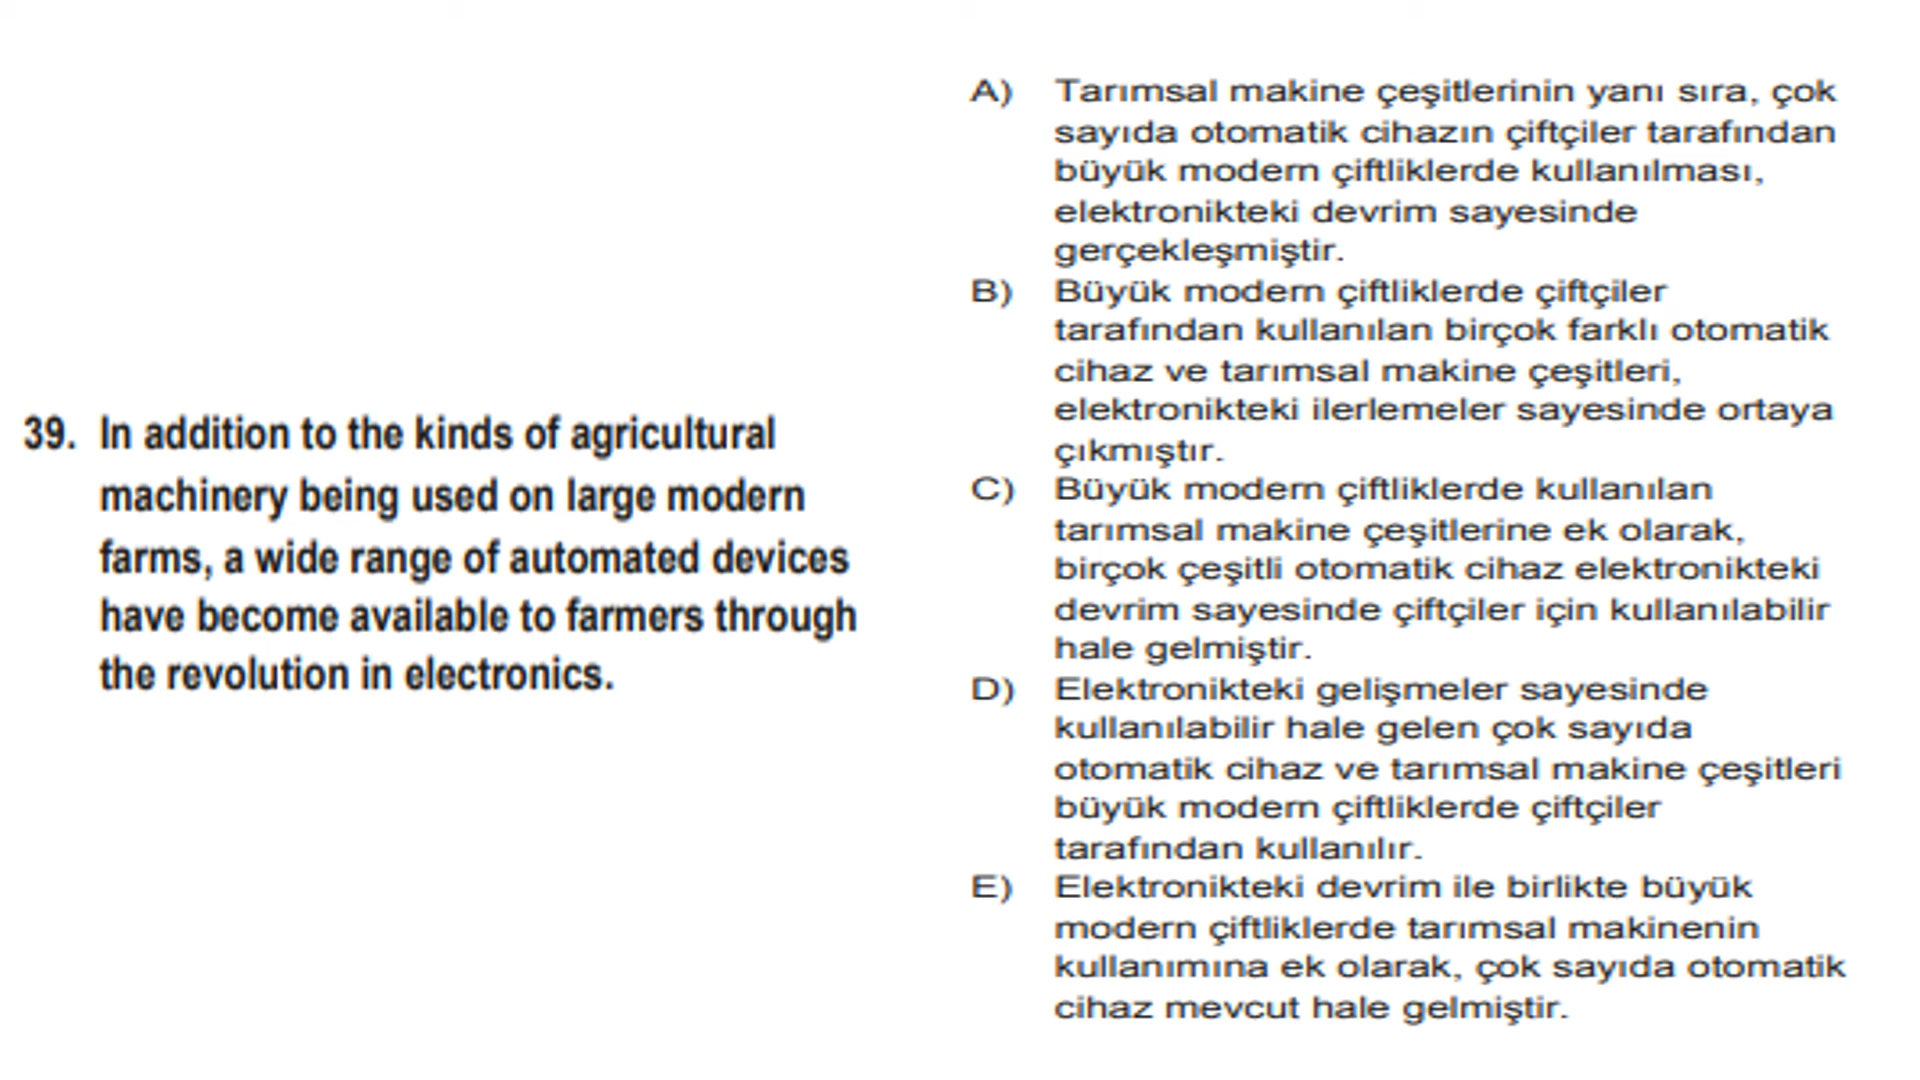 39. In addition to the kinds of agricultural
machinery being used on large modern
farms, a wide range of automated devices
have become available to farmers through
the revolution in electronics.
A) Tarımsal makine çeşitlerinin yanı sıra, çok
sayıda otomatik cihazın çiftçiler tarafından
büyük modern çiftliklerde kullanılması,
elektronikteki devrim sayesinde
gerçekleşmiştir.
B) Büyük modern çiftliklerde çiftçiler
tarafından kullanılan birçok farklı otomatik
cihaz ve tarımsal makine çeşitleri,
elektronikteki ilerlemeler sayesinde ortaya
çıkmıştır.
C) Büyük modern çiftliklerde kullanılan
tarımsal makine çeşitlerine ek olarak,
birçok çeşitli otomatik cihaz elektronikteki
devrim sayesinde çiftçiler için kullanılabilir
hale gelmiştir.
D) Elektronikteki gelişmeler sayesinde
kullanılabilir hale gelen çok sayıda
otomatik cihaz ve tarımsal makine çeşitleri
büyük modern çiftliklerde çiftçiler
tarafından kullanılır.
E) Elektronikteki devrim ile birlikte büyük
modern çiftliklerde tarımsal makinenin
kullanımına ek olarak, çok sayıda otomatik
cihaz mevcut hale gelmiştir.